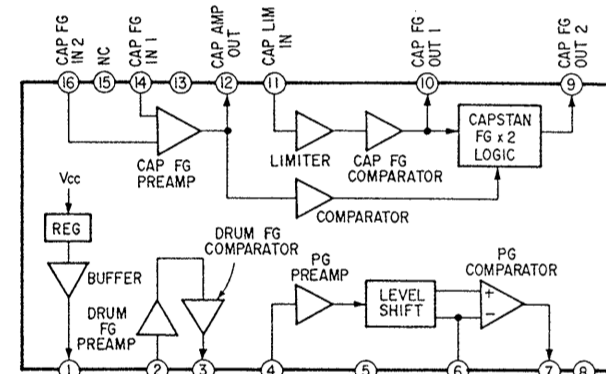 CAP FG
IN 2
NC
CAP FG
IN 1
CAP AMP
OUT
CAP LIM
IN
CAP FG
OUT 1
CAP FG
OUT 2
16
15
14
13
12
11
10
9
CAP FG
PREAMP
LIMITER
CAP FG
COMPARATOR
CAPSTAN
FG x 2
LOGIC
COMPARATOR
Vcc
REG
BUFFER
DRUM FG
COMPARATOR
DRUM
FG
PREAMP
PG
PREAMP
LEVEL
SHIFT
PG
COMPARATOR
+
−
1
2
3
4
5
6
7
8